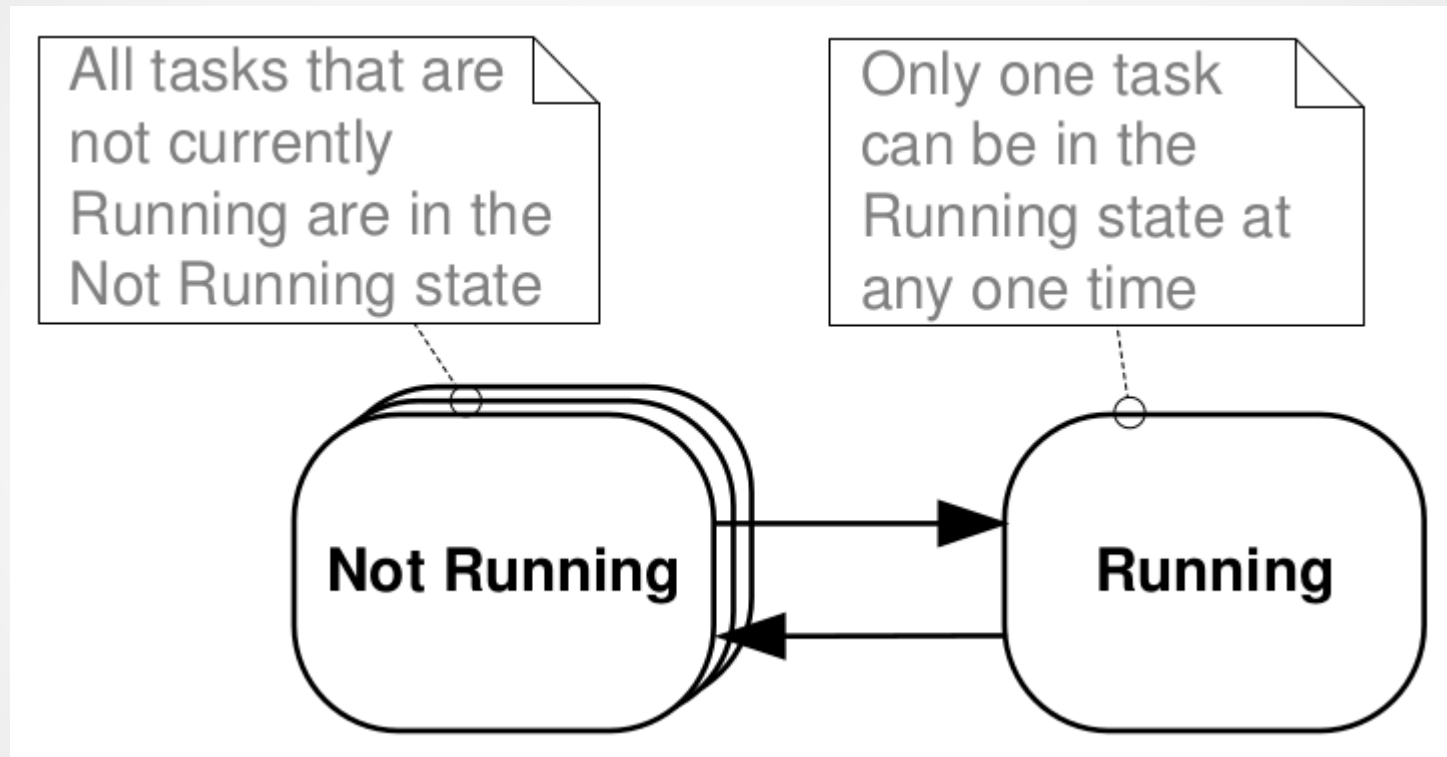 All tasks that are
not currently
Running are in the
Not Running state
Only one task
can be in the
Running state at
any one time
Not Running
Running